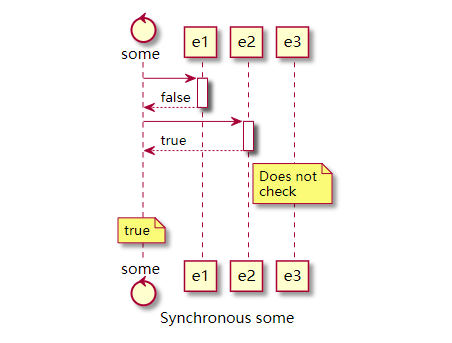 some
e1
e2
e3
false
true
Does not
check
true
some
e1
e2
e3
Synchronous some